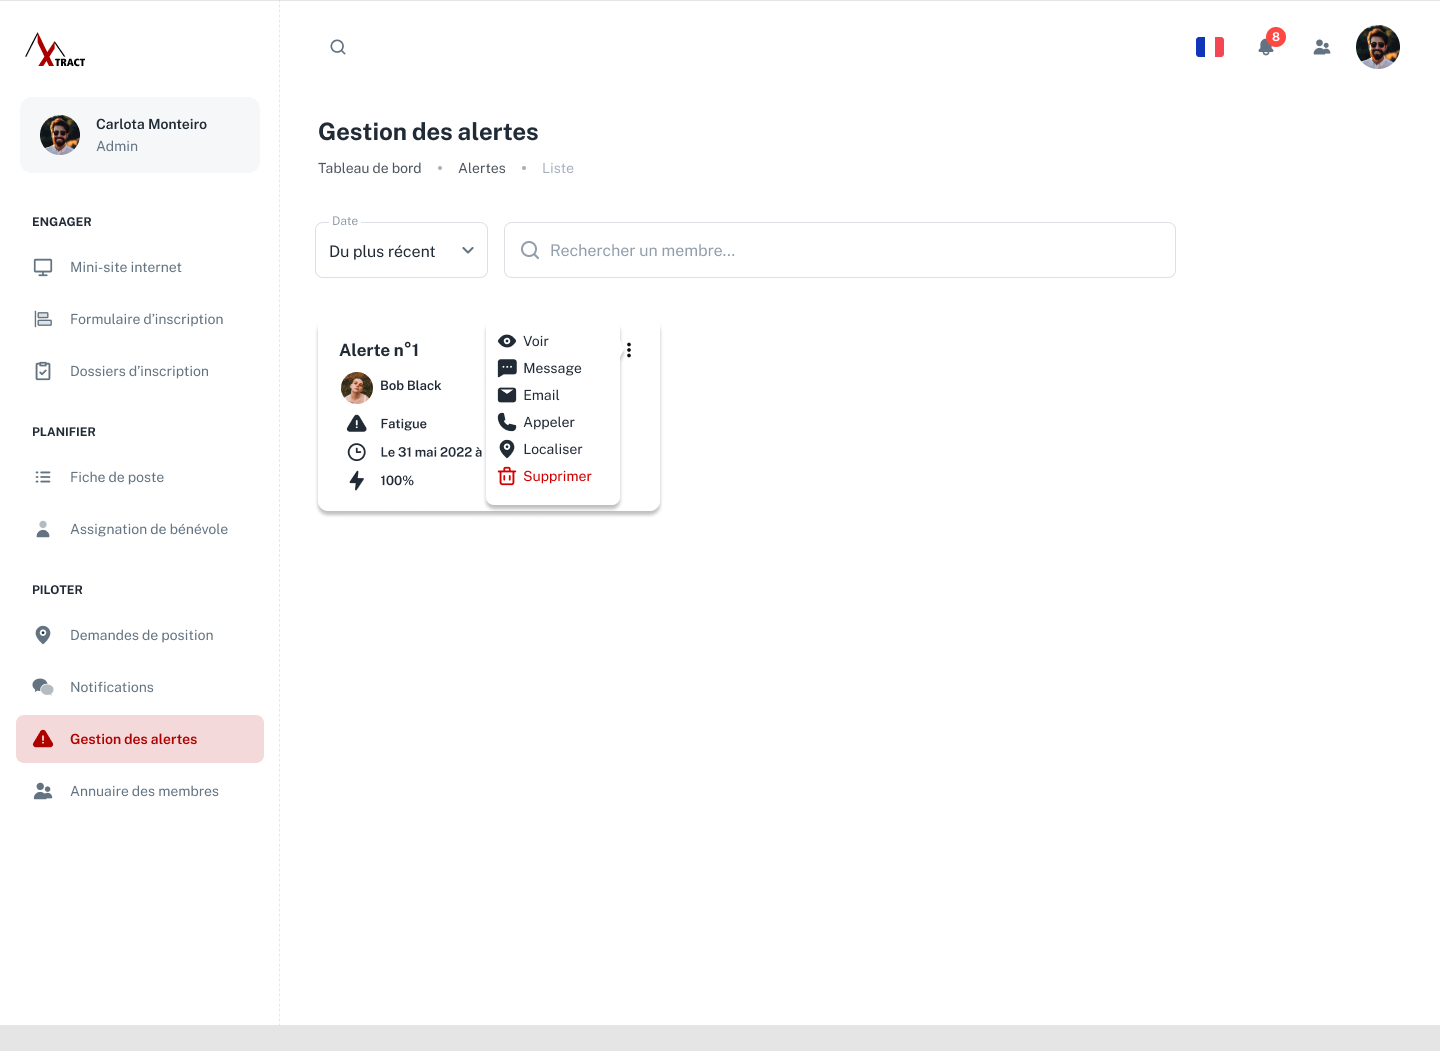 XTRACT
8
Carlota Monteiro
Admin
ENGAGER
Mini-site internet
Formulaire d'inscription
Dossiers d'inscription
PLANIFIER
Fiche de poste
Assignation de bénévole
PILOTER
Demandes de position
Notifications
Gestion des alertes
Annuaire des membres
Gestion des alertes
Tableau de bord • Alertes • Liste
Date
Du plus récent
Rechercher un membre...
Alerte n°1
Bob Black
Fatigue
Le 31 mai 2022 à
100%
Voir
Message
Email
Appeler
Localiser
Supprimer